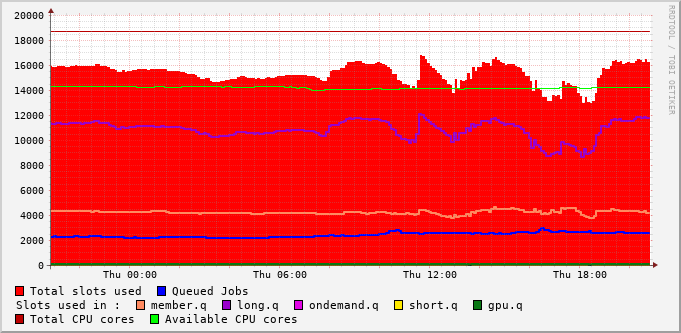 20000
18000
16000
14000
12000
10000
8000
6000
4000
2000
0
Thu 00:00 Thu 06:00 Thu 12:00 Thu 18:00
RRDTOOL / TOBI OETIKER
Total slots used Queued Jobs
Slots used in : member.q long.q ondemand.q short.q gpu.q
Total CPU cores Available CPU cores